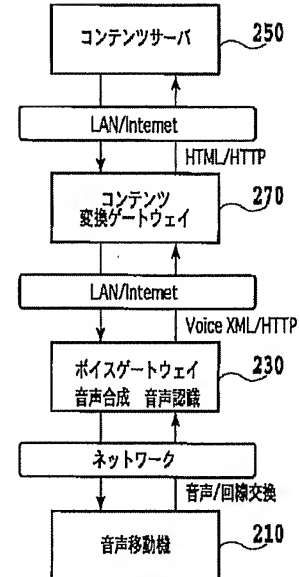 コンテンツサーバ
250
LAN/Internet
HTML/HTTP
コンテンツ
変換ゲートウェイ
270
LAN/Internet
Voice XML/HTTP
ボイスゲートウェイ
音声合成 音声認識
230
ネットワーク
音声/回線交換
音声移動機
210